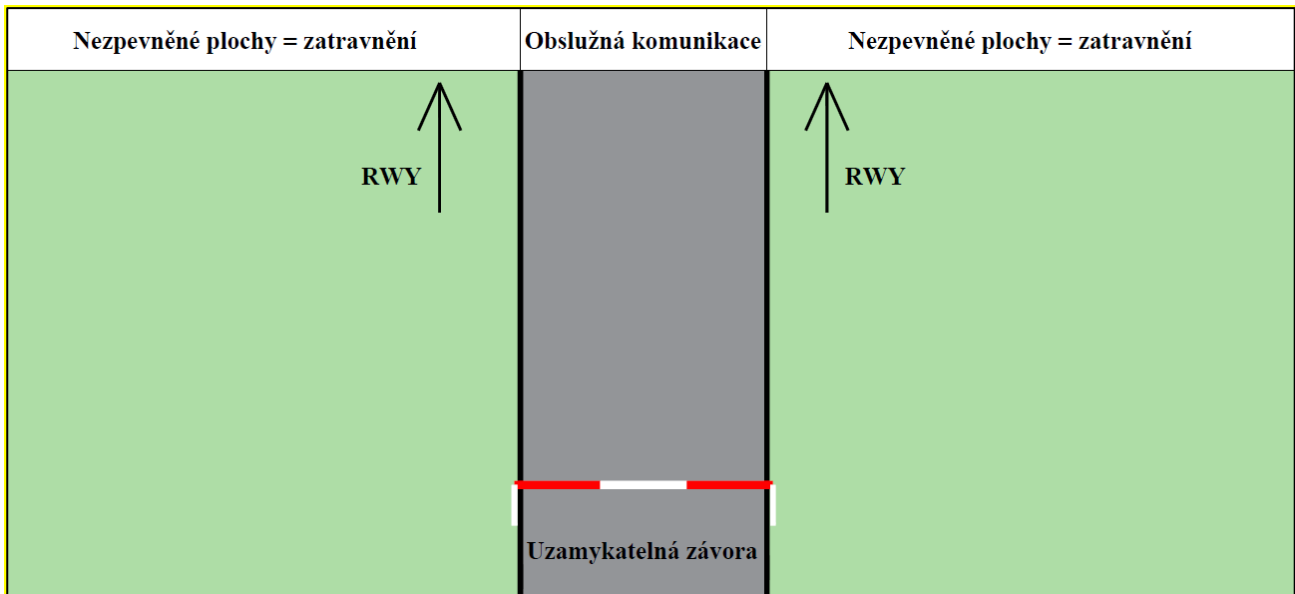 Nezpevněné plochy = zatravnění
Obslužná komunikace
Nezpevněné plochy = zatravnění
RWY
RWY
Uzamykatelná závora